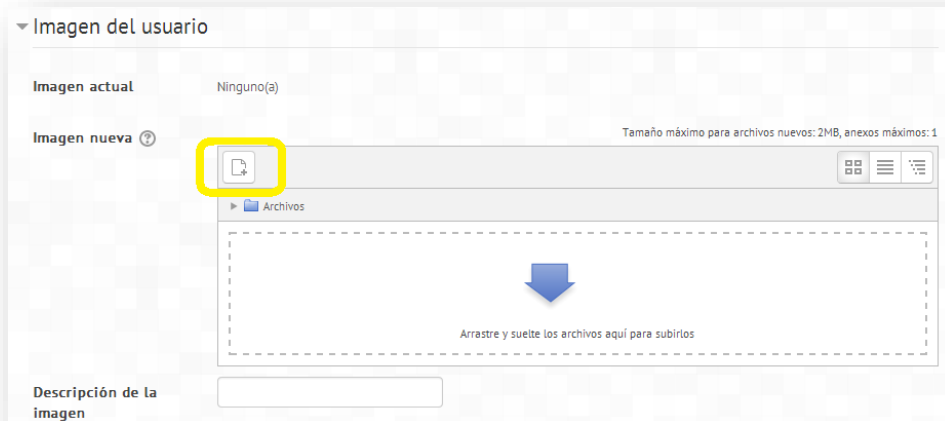 Imagen del usuario
Imagen actual
Ninguno(a)
Imagen nueva
Tamaño máximo para archivos nuevos: 2MB, anexos máximos: 1
Archivos
Arrastre y suelte los archivos aquí para subirlos
Descripción de la
imagen